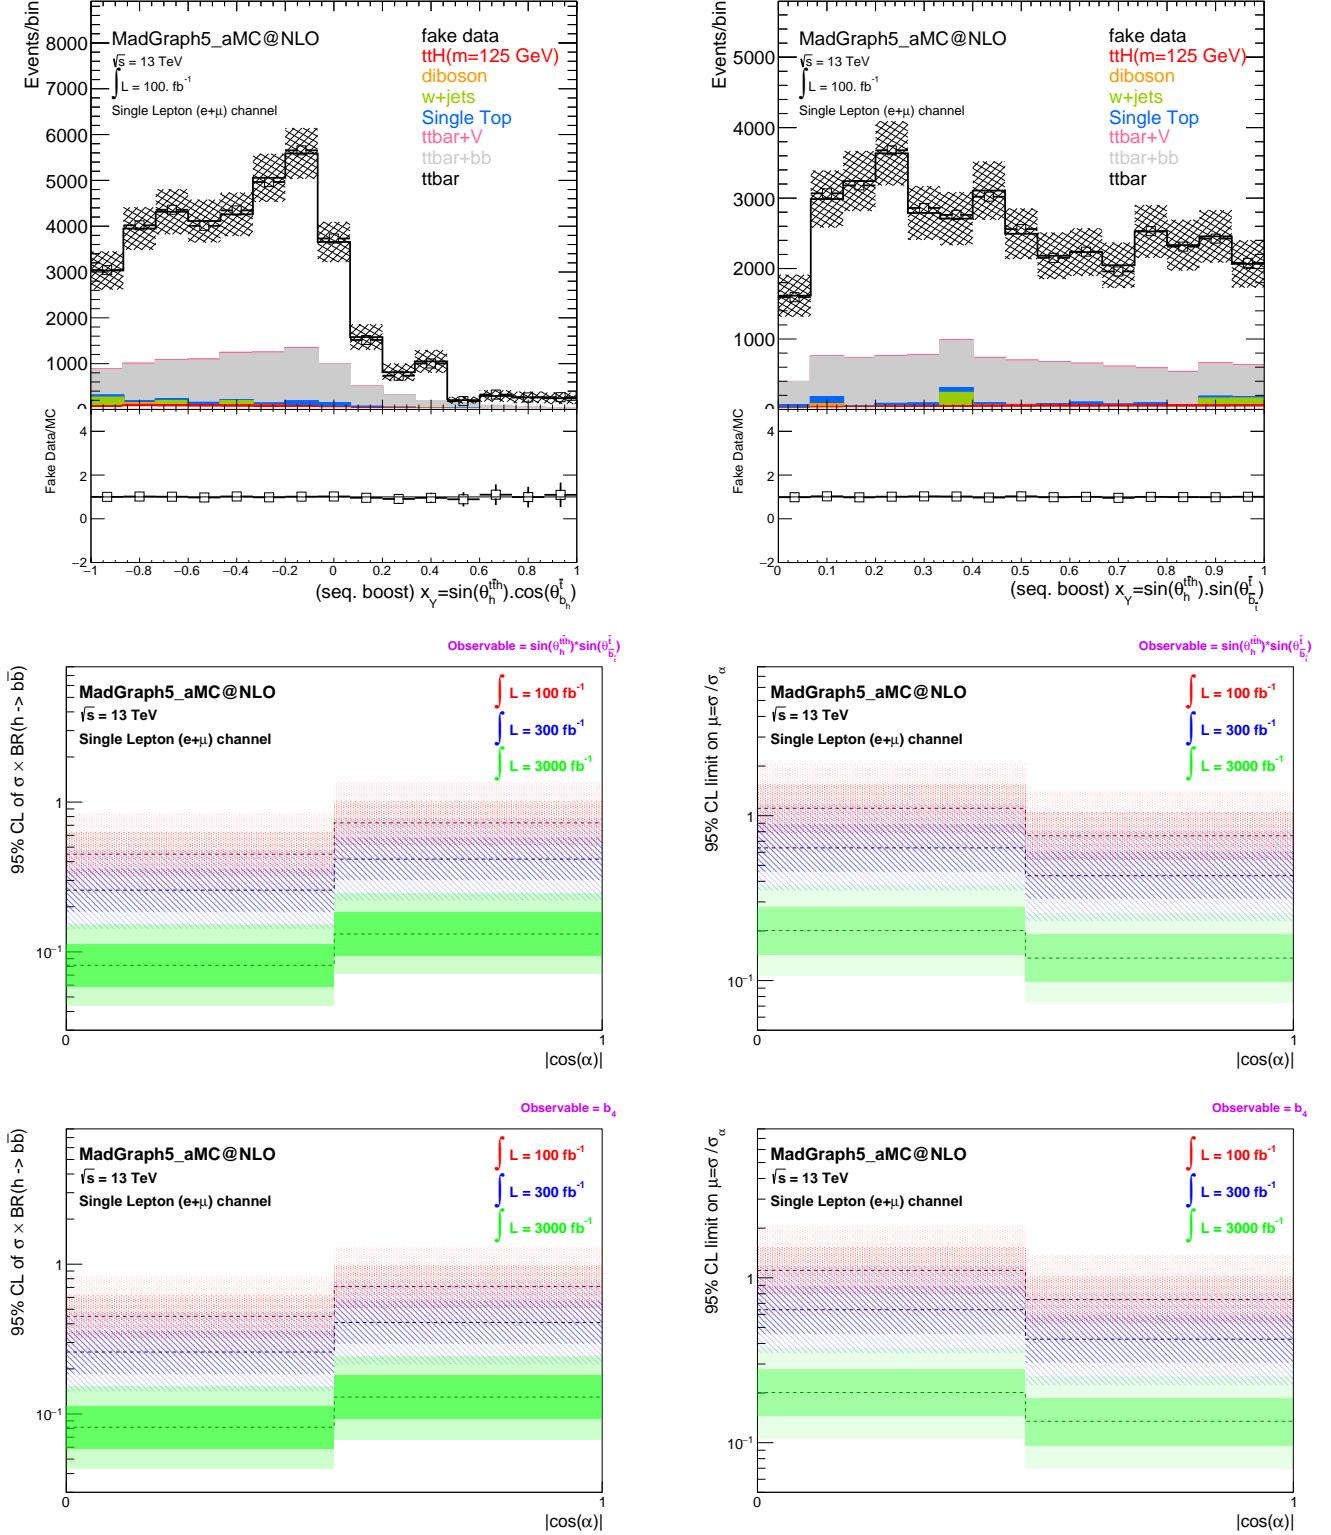 Events/bin
8000
7000
6000
5000
4000
3000
2000
1000
0
MadGraph5_aMC@NLO
√s = 13 TeV
∫L = 100. fb⁻¹
Single Lepton (e+μ) channel
fake data
ttH(m=125 GeV)
diboson
w+jets
Single Top
ttbar+V
ttbar+bb
ttbar
Fake Data/MC
4
2
0
−2
−1 −0.8 −0.6 −0.4 −0.2 0 0.2 0.4 0.6 0.8 1
(seq. boost) x_Y=sin(θ_h^{tt̄h}).cos(θ_{b_h}^{t̄})
Events/bin
5000
4000
3000
2000
1000
0
MadGraph5_aMC@NLO
√s = 13 TeV
∫L = 100. fb⁻¹
Single Lepton (e+μ) channel
fake data
ttH(m=125 GeV)
diboson
w+jets
Single Top
ttbar+V
ttbar+bb
ttbar
Fake Data/MC
4
2
0
−2
0 0.1 0.2 0.3 0.4 0.5 0.6 0.7 0.8 0.9 1
(seq. boost) x_Y=sin(θ_h^{tt̄h}).sin(θ_{b̄_t̄}^{t̄})
Observable = sin(θ_h^{tt̄h})*sin(θ_{b̄_t̄}^{t̄})
95% CL of σ × BR(h -> bb̄)
MadGraph5_aMC@NLO
√s = 13 TeV
Single Lepton (e+μ) channel
∫ L = 100 fb⁻¹
∫ L = 300 fb⁻¹
∫ L = 3000 fb⁻¹
1
10⁻¹
0 1
|cos(α)|
Observable = sin(θ_h^{tt̄h})*sin(θ_{b̄_t̄}^{t̄})
95% CL limit on μ=σ/σ_α
MadGraph5_aMC@NLO
√s = 13 TeV
Single Lepton (e+μ) channel
∫ L = 100 fb⁻¹
∫ L = 300 fb⁻¹
∫ L = 3000 fb⁻¹
1
10⁻¹
0 1
|cos(α)|
Observable = b₄
95% CL of σ × BR(h -> bb̄)
MadGraph5_aMC@NLO
√s = 13 TeV
Single Lepton (e+μ) channel
∫ L = 100 fb⁻¹
∫ L = 300 fb⁻¹
∫ L = 3000 fb⁻¹
1
10⁻¹
0 1
|cos(α)|
Observable = b₄
95% CL limit on μ=σ/σ_α
MadGraph5_aMC@NLO
√s = 13 TeV
Single Lepton (e+μ) channel
∫ L = 100 fb⁻¹
∫ L = 300 fb⁻¹
∫ L = 3000 fb⁻¹
1
10⁻¹
0 1
|cos(α)|